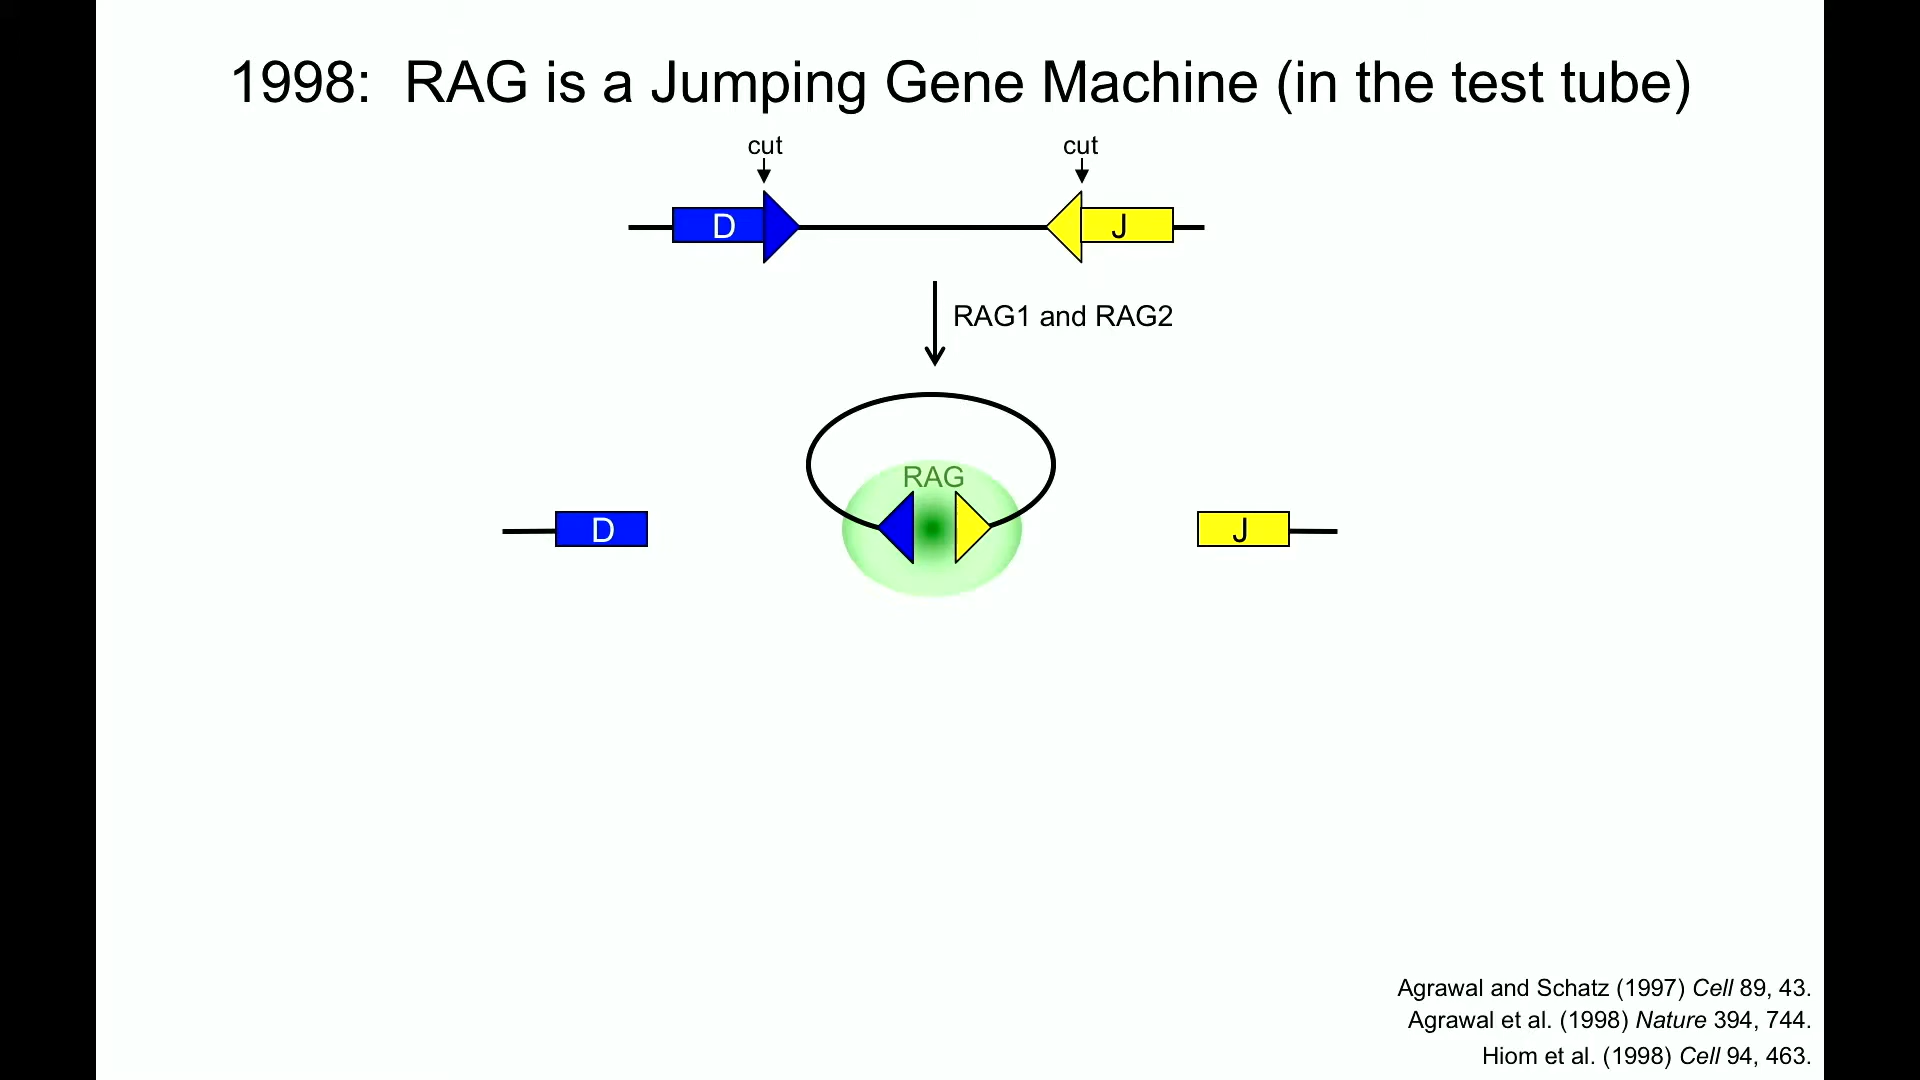 1998:  RAG is a Jumping Gene Machine (in the test tube)
cut cut
D J
RAG1 and RAG2
RAG
D J
Agrawal and Schatz (1997) Cell 89, 43.
Agrawal et al. (1998) Nature 394, 744.
Hiom et al. (1998) Cell 94, 463.